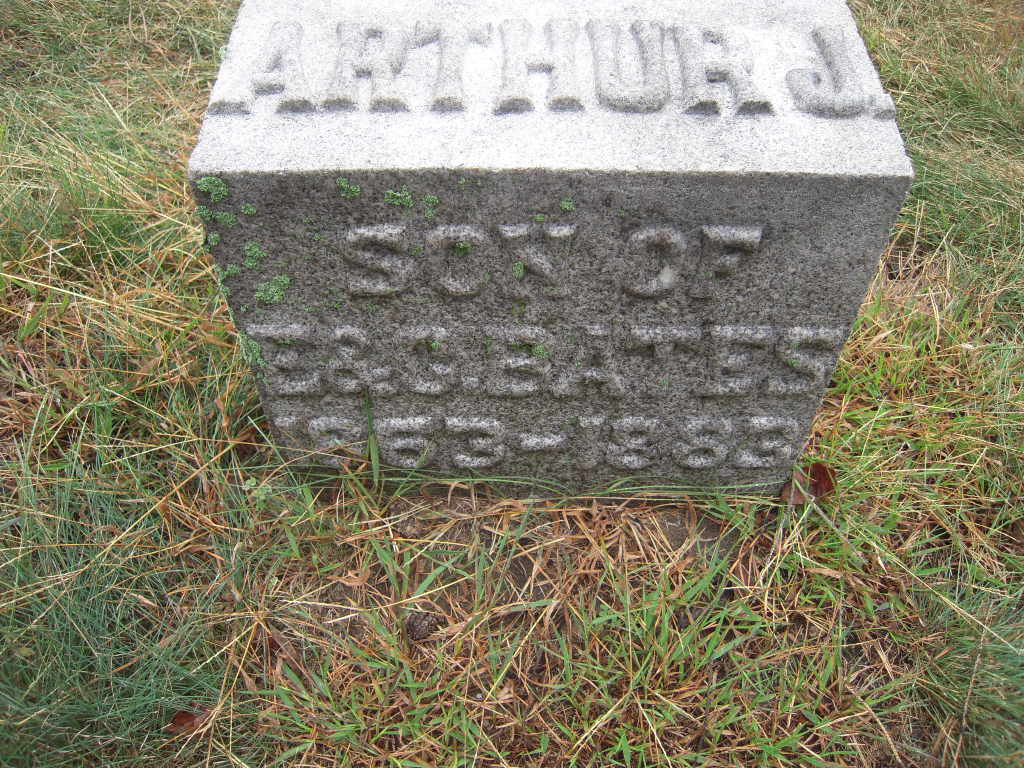 ARTHUR J.
SON OF
E.&C. BATES
1863-1883